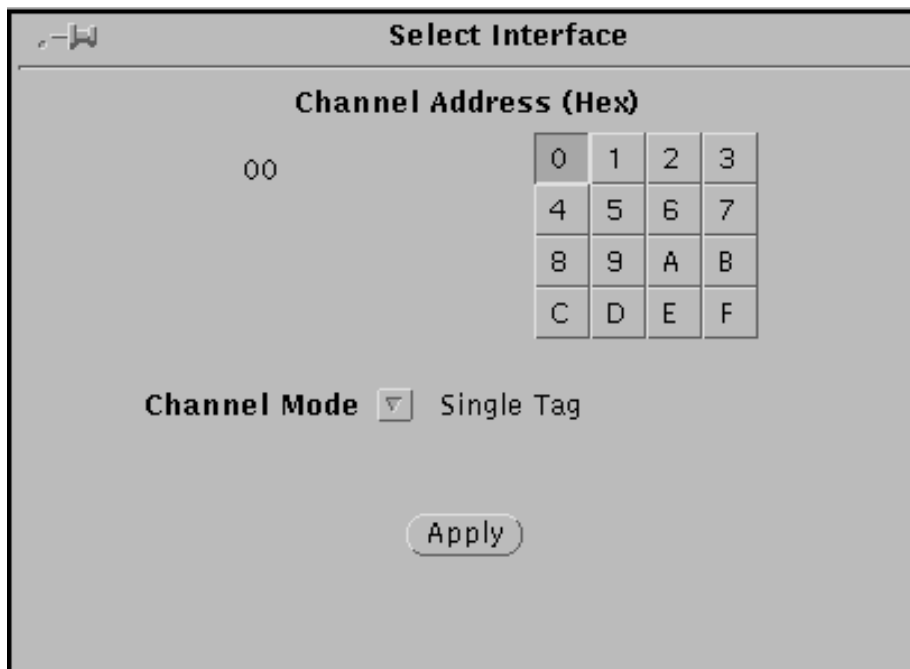 Select Interface
Channel Address (Hex)
00
0 1 2 3
4 5 6 7
8 9 A B
C D E F
Channel Mode Single Tag
Apply